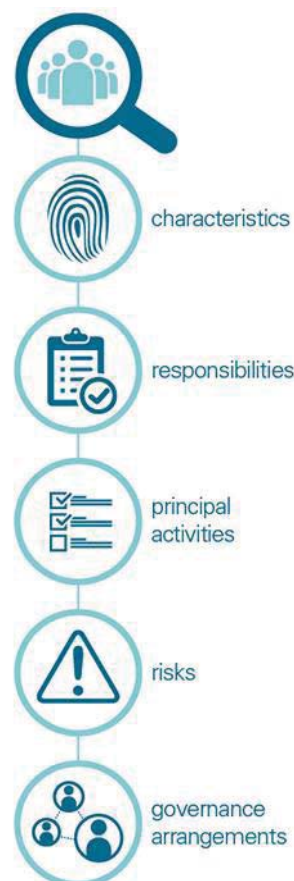 characteristics
responsibilities
principal
activities
risks
governance
arrangements